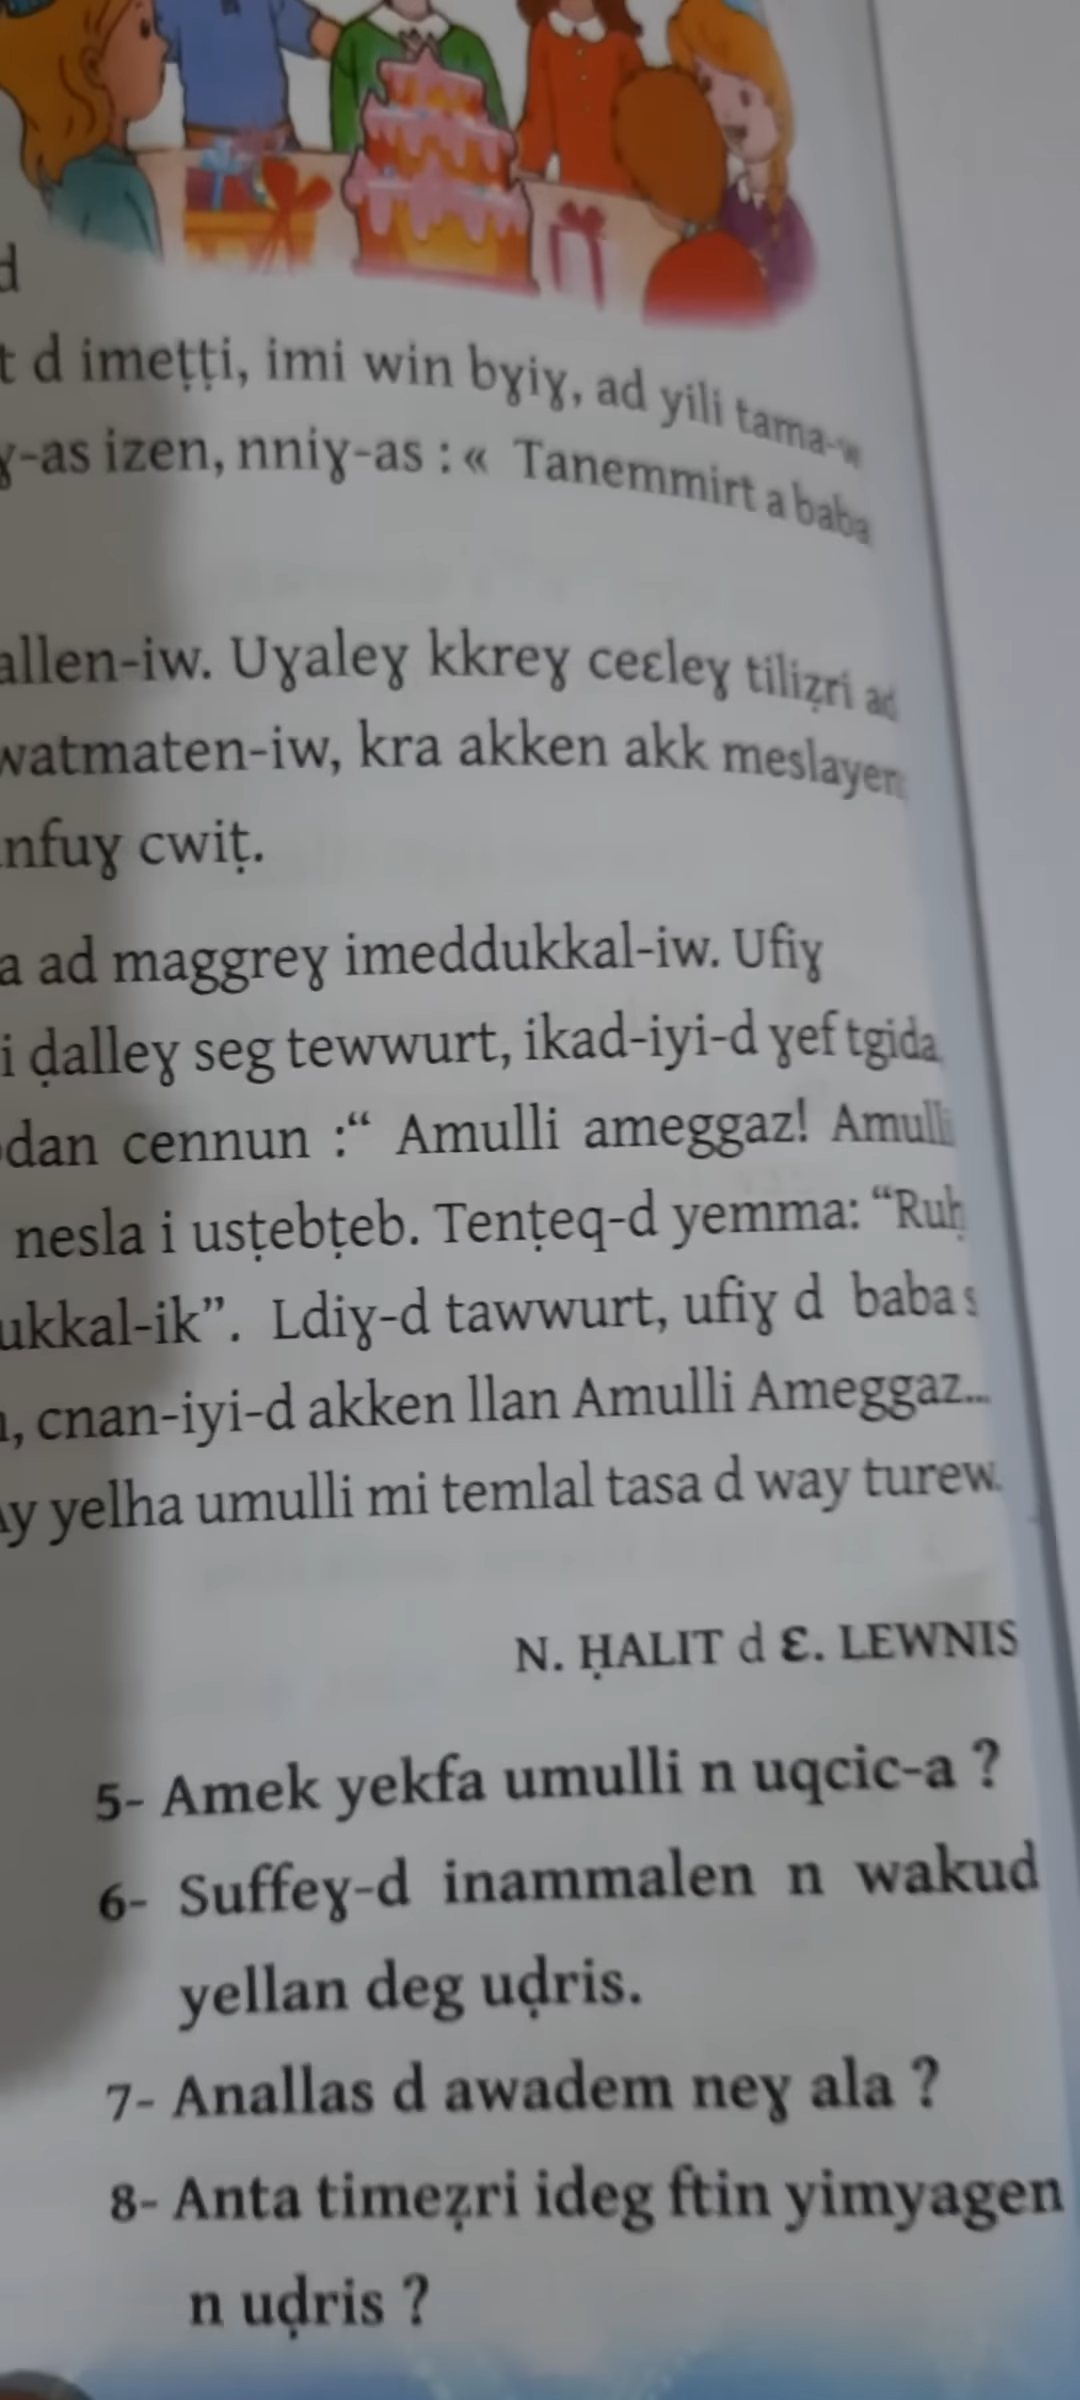 d
t d imeṭṭi, imi win bɣiɣ, ad yili tama-w
ɣ-as izen, nniɣ-as : « Tanemmirt a baba
allen-iw. Uɣaleɣ kkreɣ ceɛleɣ tiliẓri ad
watmaten-iw, kra akken akk meslayen
nfuɣ cwiṭ.
a ad maggreɣ imeddukkal-iw. Ufiɣ
i ḍalleɣ seg tewwurt, ikad-iyi-d ɣef tgida
dan cennun :“ Amulli ameggaz! Amulli
nesla i usṭebṭeb. Tenṭeq-d yemma: “Ruḥ
ukkal-ik”. Ldiɣ-d tawwurt, ufiɣ d baba s
, cnan-iyi-d akken llan Amulli Ameggaz...
Ay yelha umulli mi temlal tasa d way turew.
N. ḤALIT d Ɛ. LEWNIS
5- Amek yekfa umulli n uqcic-a ?
6- Suffeɣ-d inammalen n wakud
yellan deg uḍris.
7- Anallas d awadem neɣ ala ?
8- Anta timeẓri ideg ftin yimyagen
n uḍris ?